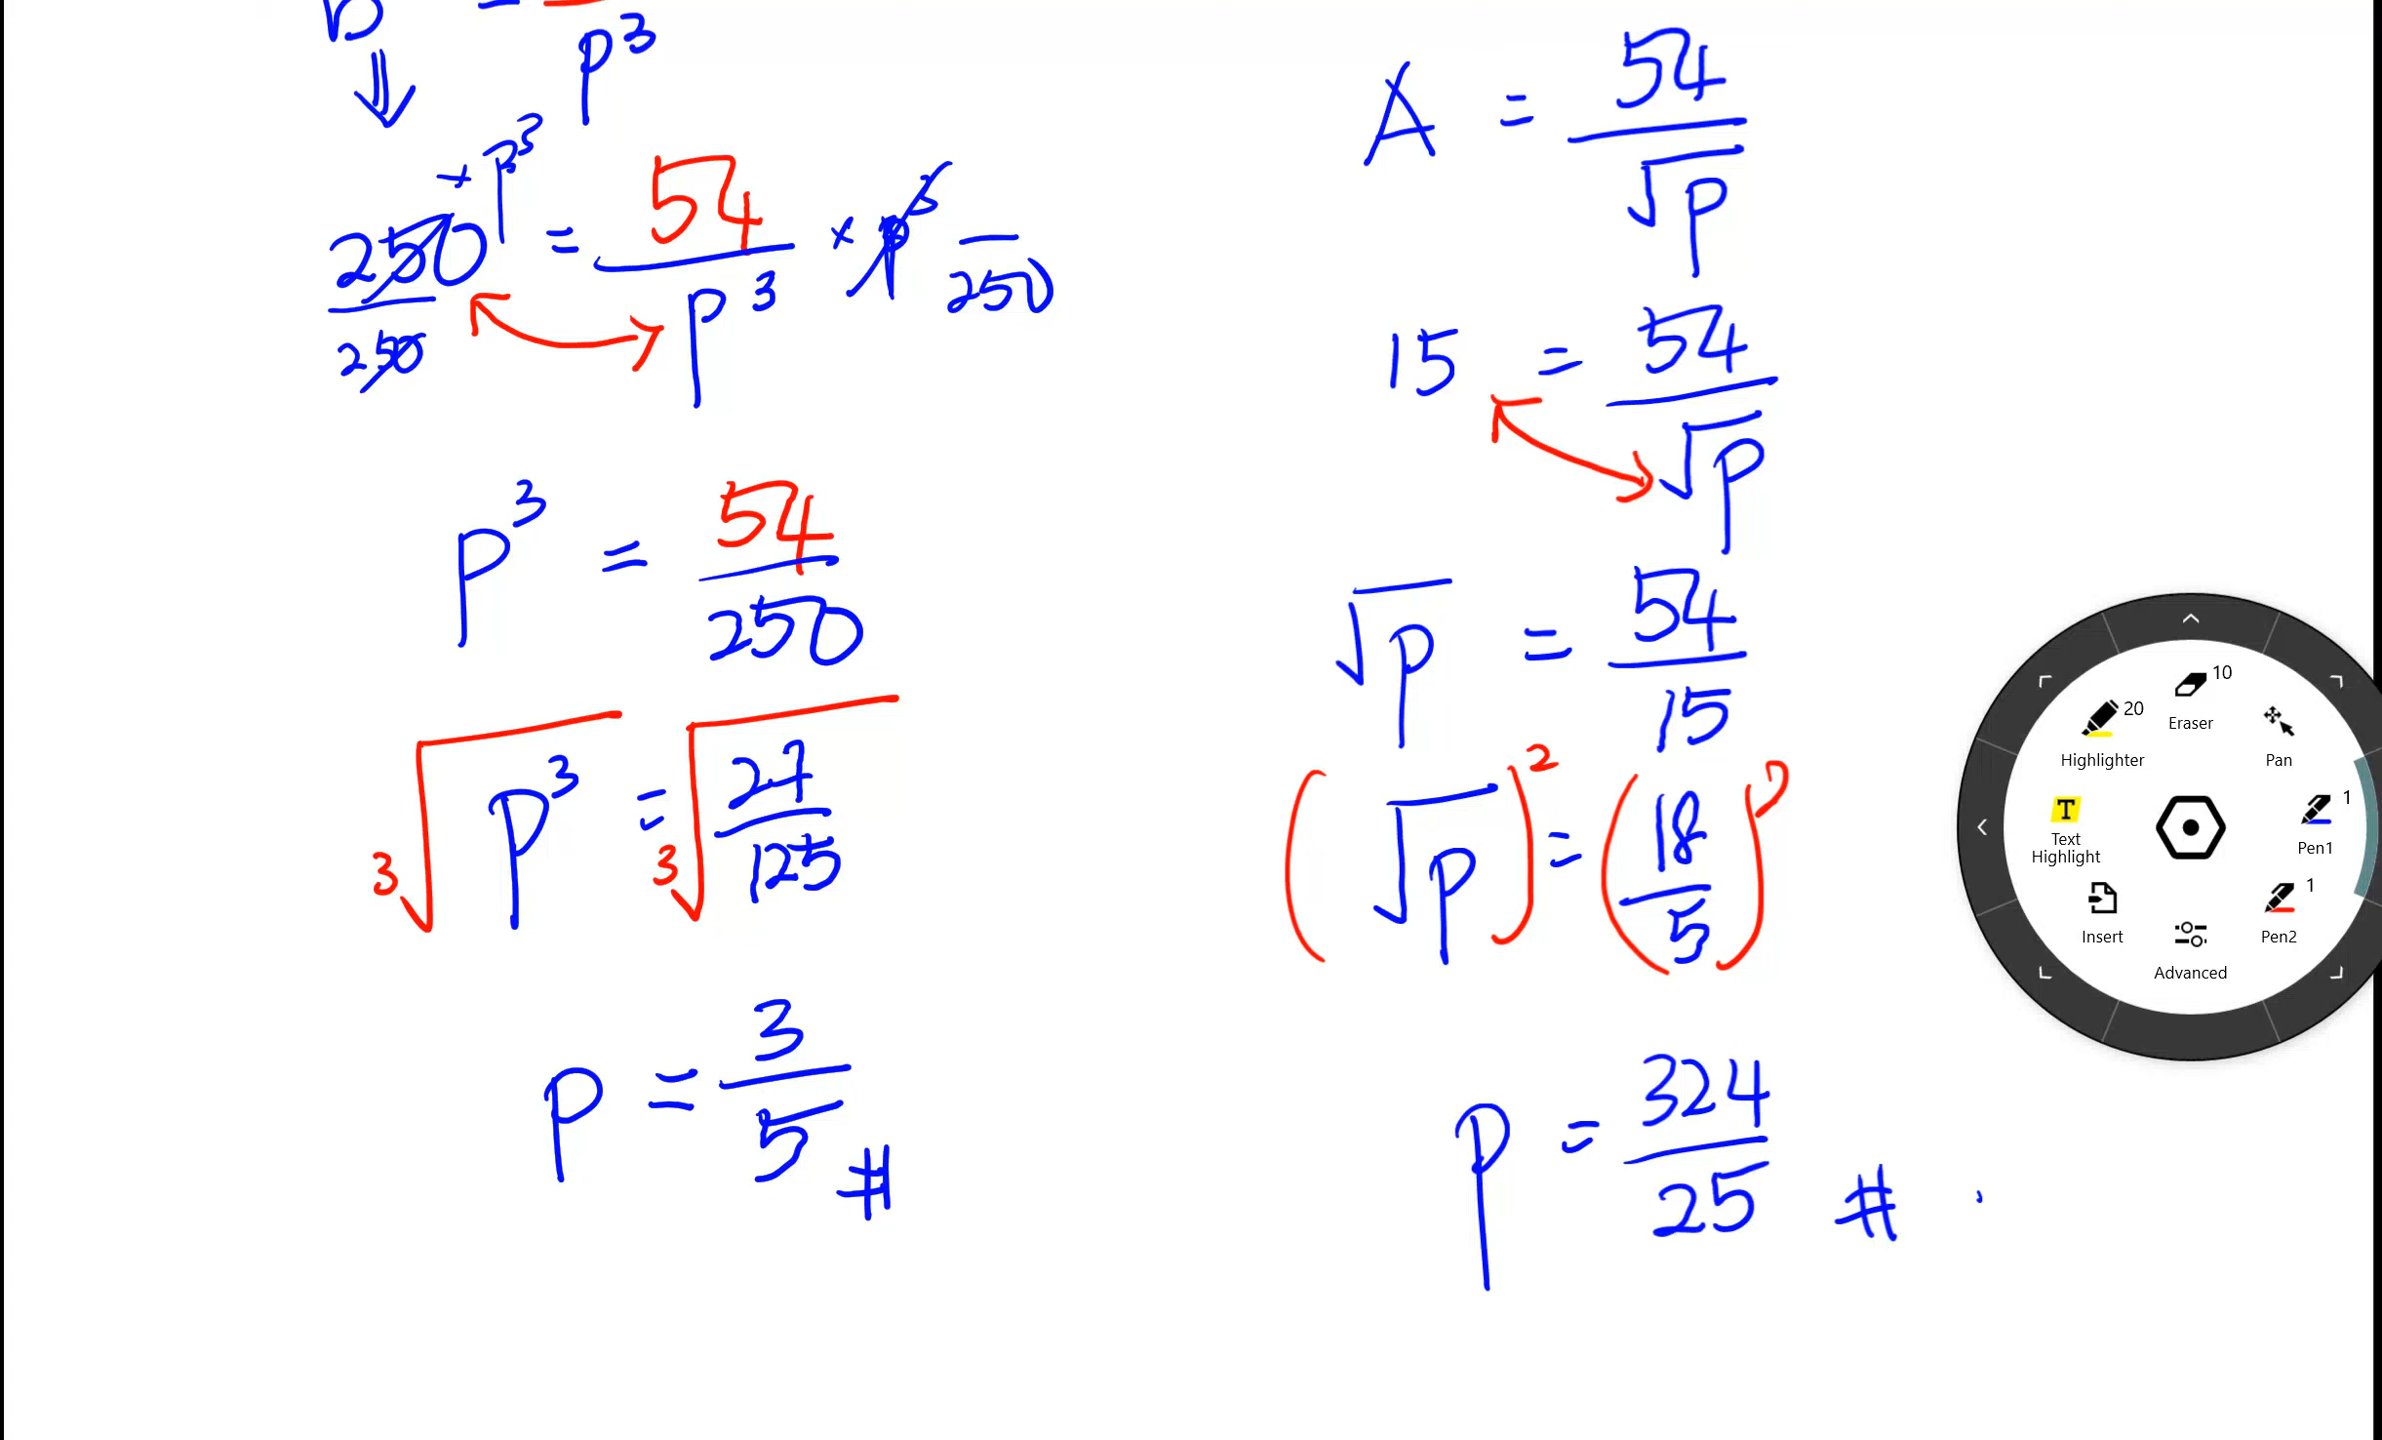 B = ― / P³
250 × P³ / 250 = 54 / P³ × P³ ― / 250
P³ = 54 / 250
³√P³ = ³√27 / 125
P = 3 / 5 #
A = 54 / √P
15 = 54 / √P
√P = 54 / 15
(√P)² = (18 / 5)²
P = 324 / 25 #
10
Eraser
20
Highlighter
Pan
T
Text
Highlight
1
Pen1
Insert
1
Pen2
Advanced